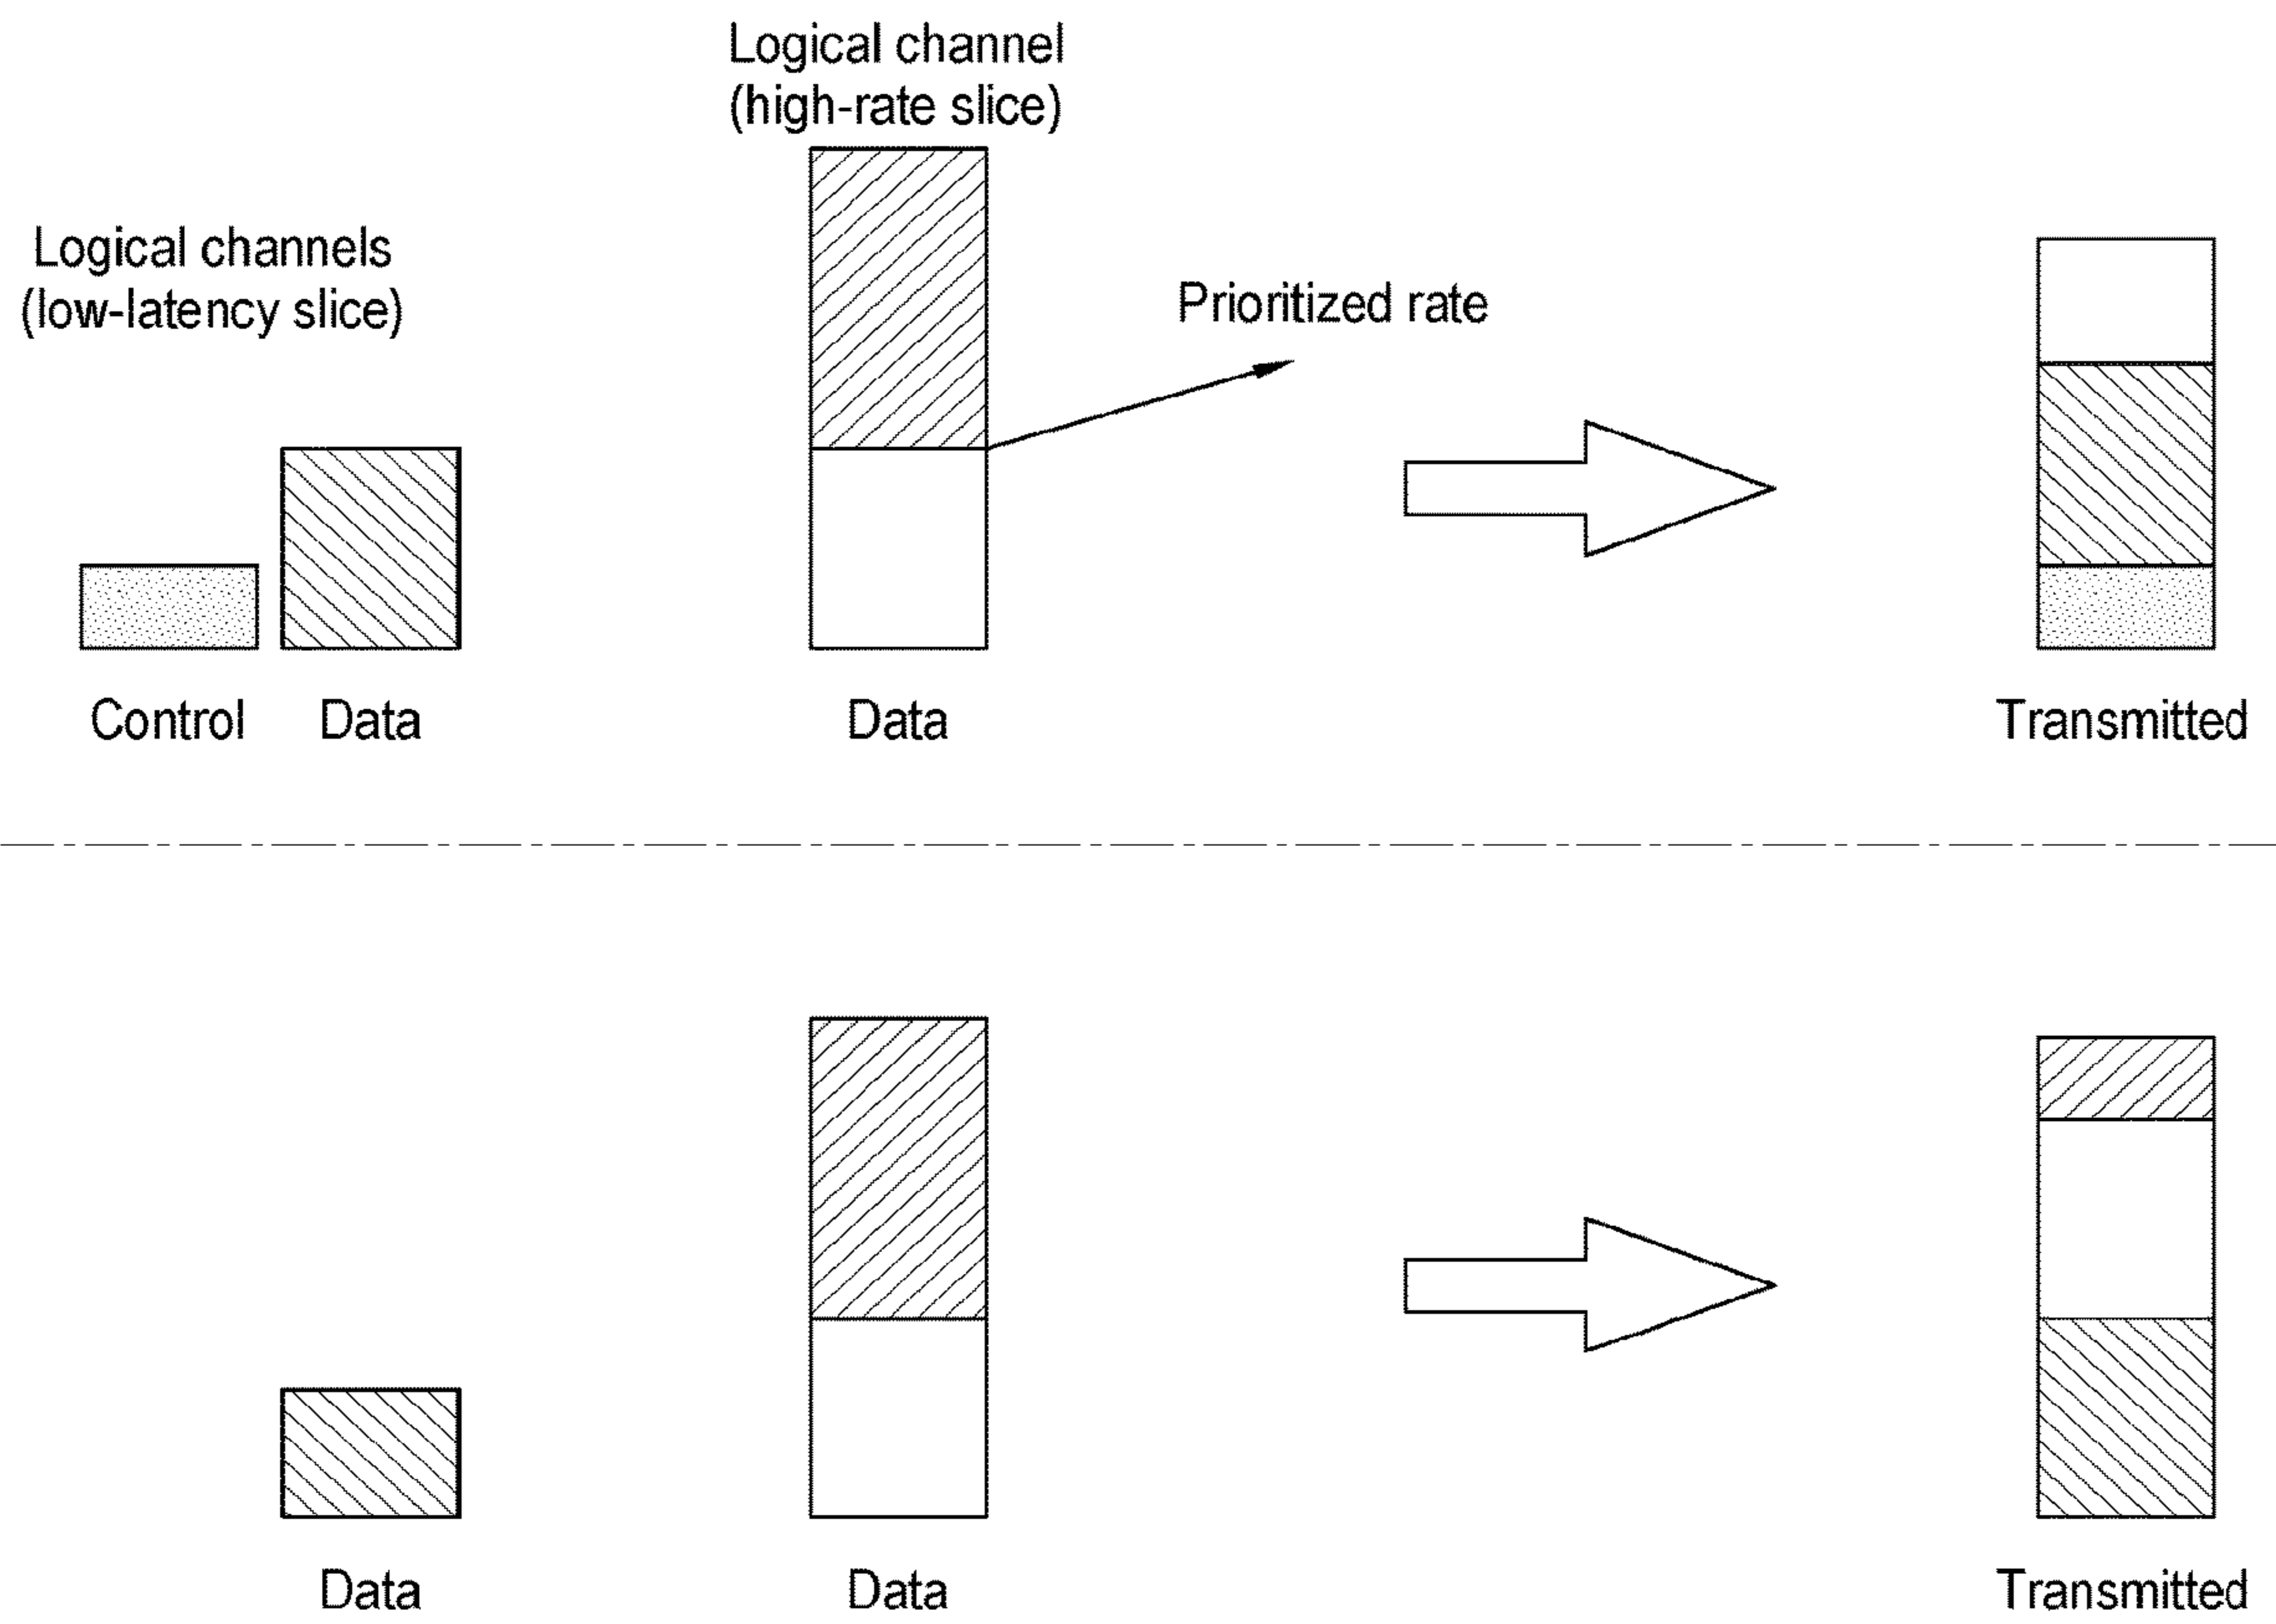 Logical channel
(high-rate slice)
Logical channels
(low-latency slice)
Prioritized rate
Control
Data
Data
Transmitted
Data
Data
Transmitted